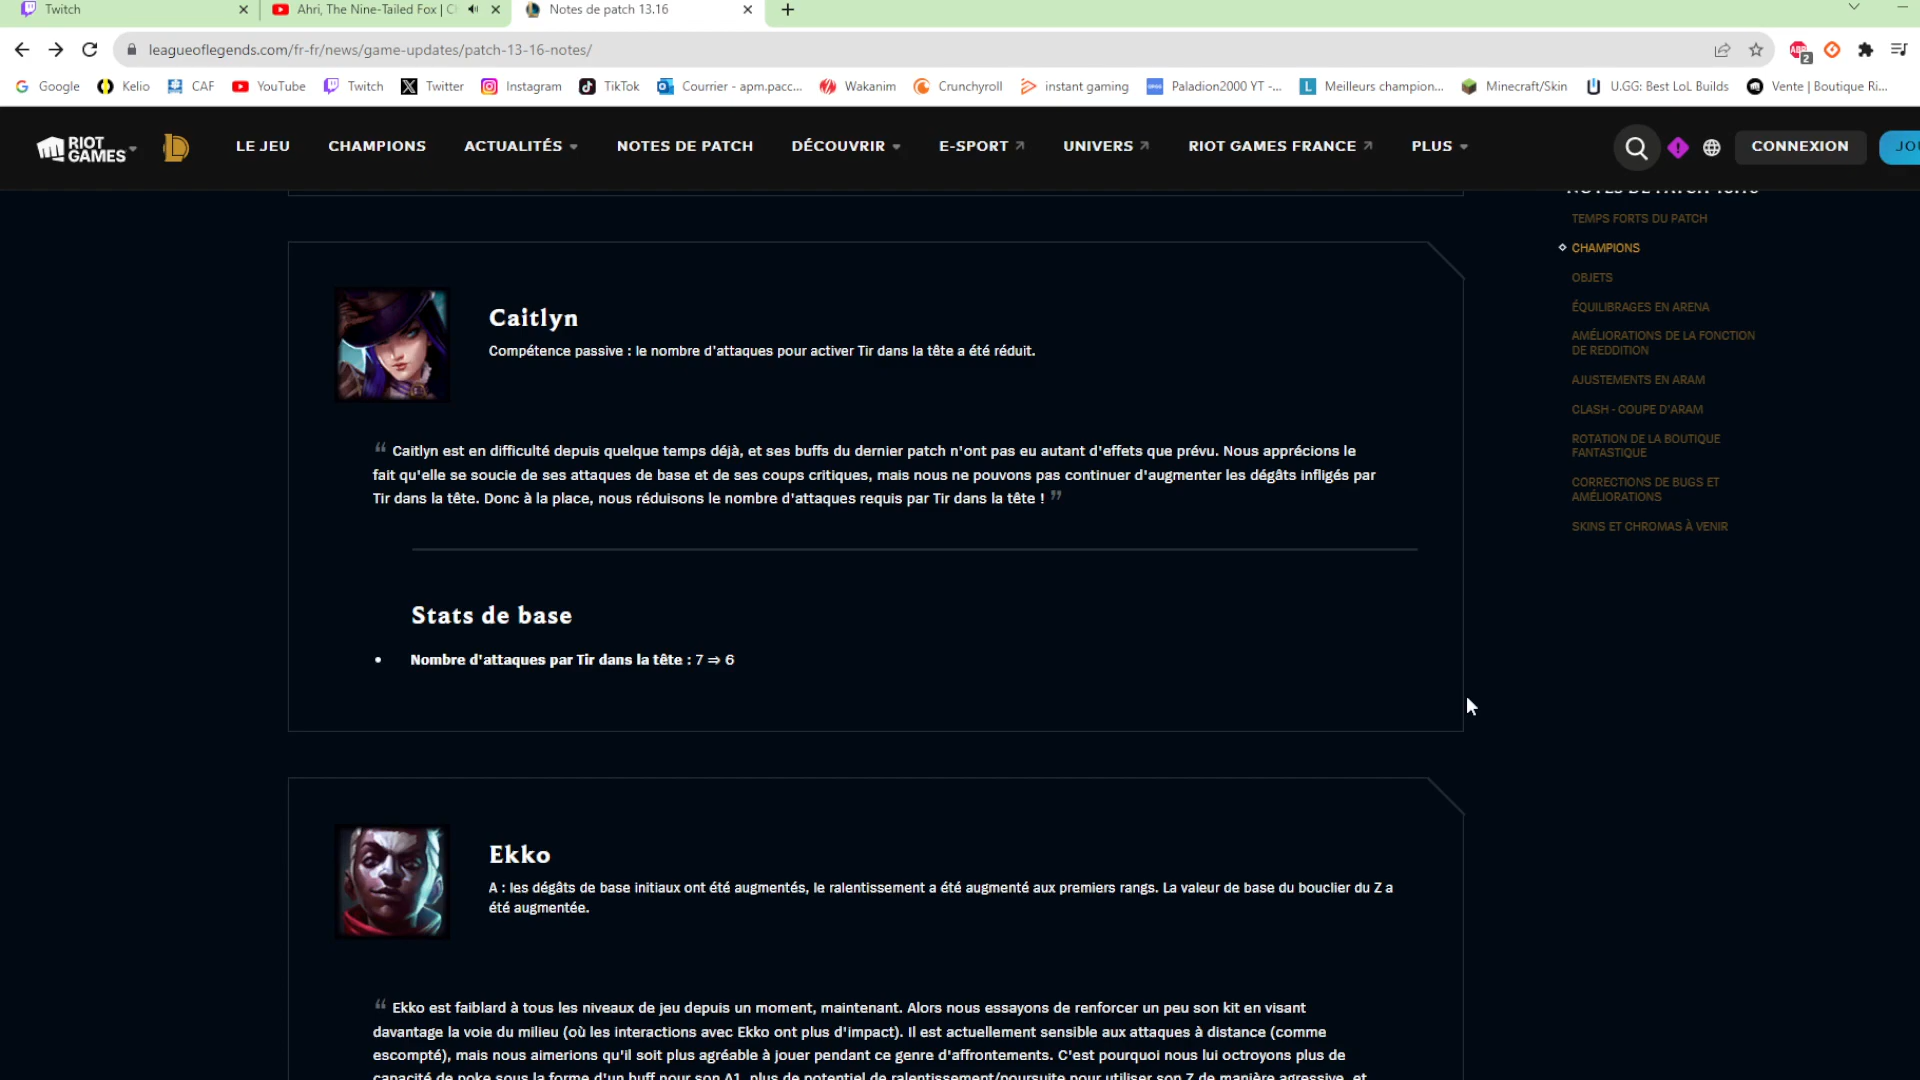 Twitch
Ahri, The Nine-Tailed Fox | C
Notes de patch 13.16
leagueoflegends.com/fr-fr/news/game-updates/patch-13-16-notes/
2
Google
Kelio
CAF
YouTube
Twitch
Twitter
Instagram
TikTok
Courrier - apm.pacc...
Wakanim
Crunchyroll
instant gaming
Paladion2000 YT -...
Meilleurs champion...
Minecraft/Skin
U.GG: Best LoL Builds
Vente | Boutique Ri...
RIOT
GAMES
LE JEU
CHAMPIONS
ACTUALITÉS
NOTES DE PATCH
DÉCOUVRIR
E-SPORT
UNIVERS
RIOT GAMES FRANCE
PLUS
CONNEXION
JOU
Caitlyn
Compétence passive : le nombre d'attaques pour activer Tir dans la tête a été réduit.
“ Caitlyn est en difficulté depuis quelque temps déjà, et ses buffs du dernier patch n'ont pas eu autant d'effets que prévu. Nous apprécions le
fait qu'elle se soucie de ses attaques de base et de ses coups critiques, mais nous ne pouvons pas continuer d'augmenter les dégâts infligés par
Tir dans la tête. Donc à la place, nous réduisons le nombre d'attaques requis par Tir dans la tête ! ”
Stats de base
• Nombre d'attaques par Tir dans la tête : 7 ⇒ 6
Ekko
A : les dégâts de base initiaux ont été augmentés, le ralentissement a été augmenté aux premiers rangs. La valeur de base du bouclier du Z a
été augmentée.
“ Ekko est faiblard à tous les niveaux de jeu depuis un moment, maintenant. Alors nous essayons de renforcer un peu son kit en visant
davantage la voie du milieu (où les interactions avec Ekko ont plus d'impact). Il est actuellement sensible aux attaques à distance (comme
escompté), mais nous aimerions qu'il soit plus agréable à jouer pendant ce genre d'affrontements. C'est pourquoi nous lui octroyons plus de
capacité de poke sous la forme d'un buff pour son A1, plus de potentiel de ralentissement/poursuite pour utiliser son Z de manière agressive, et
NOTES DE PATCH 13.16
TEMPS FORTS DU PATCH
CHAMPIONS
OBJETS
ÉQUILIBRAGES EN ARENA
AMÉLIORATIONS DE LA FONCTION
DE REDDITION
AJUSTEMENTS EN ARAM
CLASH - COUPE D'ARAM
ROTATION DE LA BOUTIQUE
FANTASTIQUE
CORRECTIONS DE BUGS ET
AMÉLIORATIONS
SKINS ET CHROMAS À VENIR